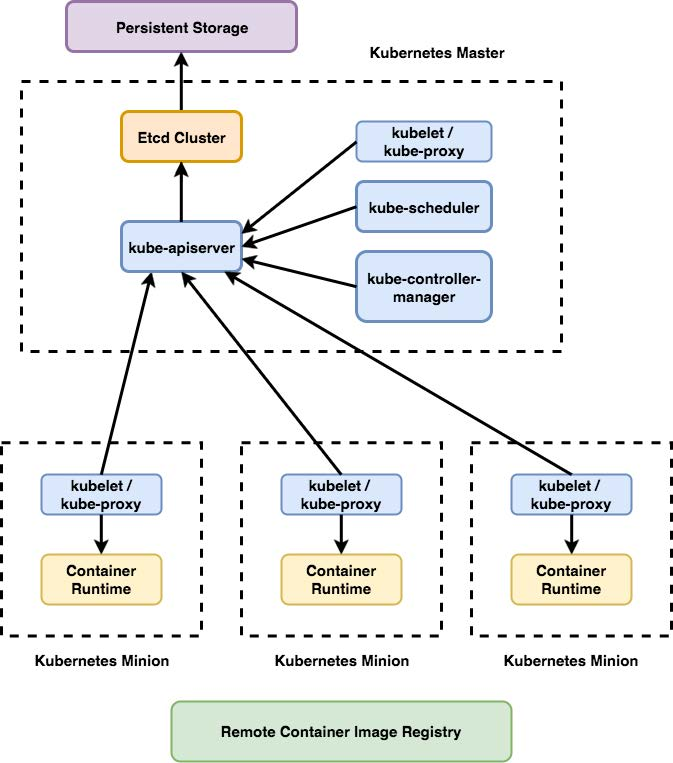 Persistent Storage
Kubernetes Master
Etcd Cluster
kubelet /
kube-proxy
kube-scheduler
kube-apiserver
kube-controller-
manager
kubelet /
kube-proxy
kubelet /
kube-proxy
kubelet /
kube-proxy
Container
Runtime
Container
Runtime
Container
Runtime
Kubernetes Minion
Kubernetes Minion
Kubernetes Minion
Remote Container Image Registry